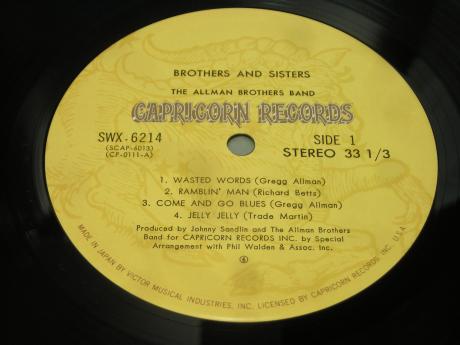 BROTHERS AND SISTERS
THE ALLMAN BROTHERS BAND
CAPRICORN RECORDS
SWX-6214
(SCAP-6013)
(CP-0111-A)
SIDE 1
STEREO 33 1/3
1. WASTED WORDS (Gregg Allman)
2. RAMBLIN' MAN (Richard Betts)
3. COME AND GO BLUES (Gregg Allman)
4. JELLY JELLY (Trade Martin)
Produced by Johnny Sandlin and The Allman Brothers
Band for CAPRICORN RECORDS INC. by Special
Arrangement with Phil Walden & Assoc. Inc.
MADE IN JAPAN BY VICTOR MUSICAL INDUSTRIES, INC. LICENSED BY CAPRICORN RECORDS INC., U.S.A.